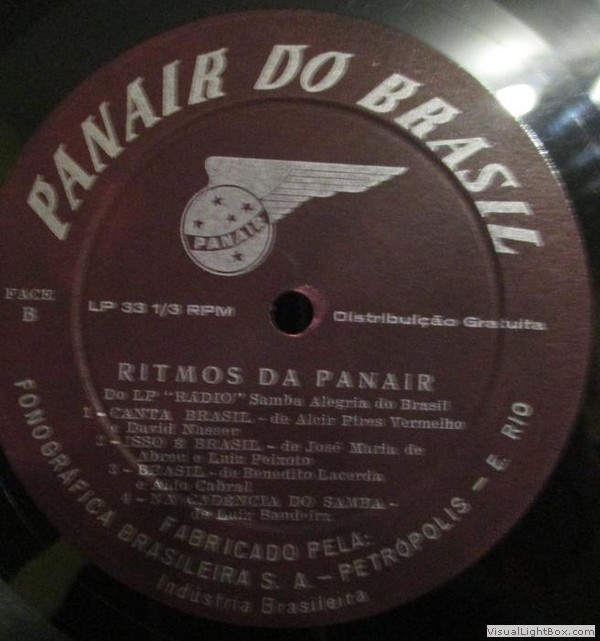 PANAIR DO BRASIL
PANAIR
FACE
B
LP 33 1/3 RPM
Distribuição Gratuita
RITMOS DA PANAIR
Do LP "RÁDIO" Samba Alegria do Brasil
1 - CANTA BRASIL - de Alcir Pires Vermelho
e David Nasser
2 - ISSO É BRASIL - de José Maria de
Abreu e Luiz Peixoto
3 - BRASIL - de Benedito Lacerda
e Aldo Cabral
4 - NA CADENCIA DO SAMBA -
de Luiz Bandeira
FABRICADO PELA:
FONOGRÁFICA BRASILEIRA S. A. - PETRÓPOLIS - E. RIO
Indústria Brasileira
VisualLightBox.com